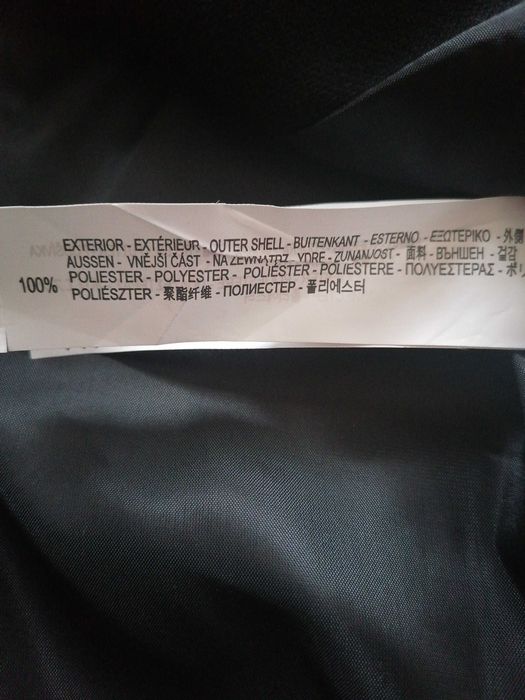 EXTERIOR - EXTÉRIEUR - OUTER SHELL - BUITENKANT - ESTERNO - ΕΞΩΤΕΡΙΚΟ - 外側
AUSSEN - VNĚJŠÍ ČÁST - NA ZEWNĄTRZ - YDRE - ZUNANJOST - 面料 - ВЪНШЕН - 겉감
100% POLIESTER - POLYESTER - POLIÉSTER - POLIESTERE - ΠΟΛΥΕΣΤΕΡΑΣ -
POLIÉSZTER - 聚酯纤维 - ПОЛИЕСТЕР - 폴리에스터